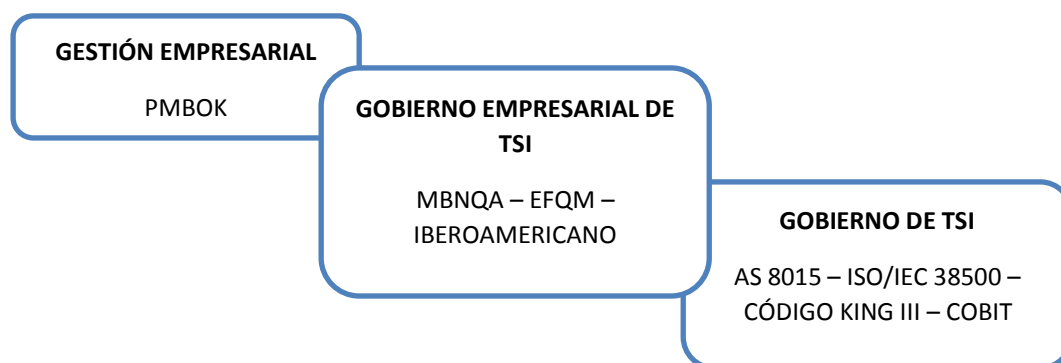 GESTIÓN EMPRESARIAL
PMBOK
GOBIERNO EMPRESARIAL DE
TSI
MBNQA – EFQM –
IBEROAMERICANO
GOBIERNO DE TSI
AS 8015 – ISO/IEC 38500 –
CÓDIGO KING III – COBIT